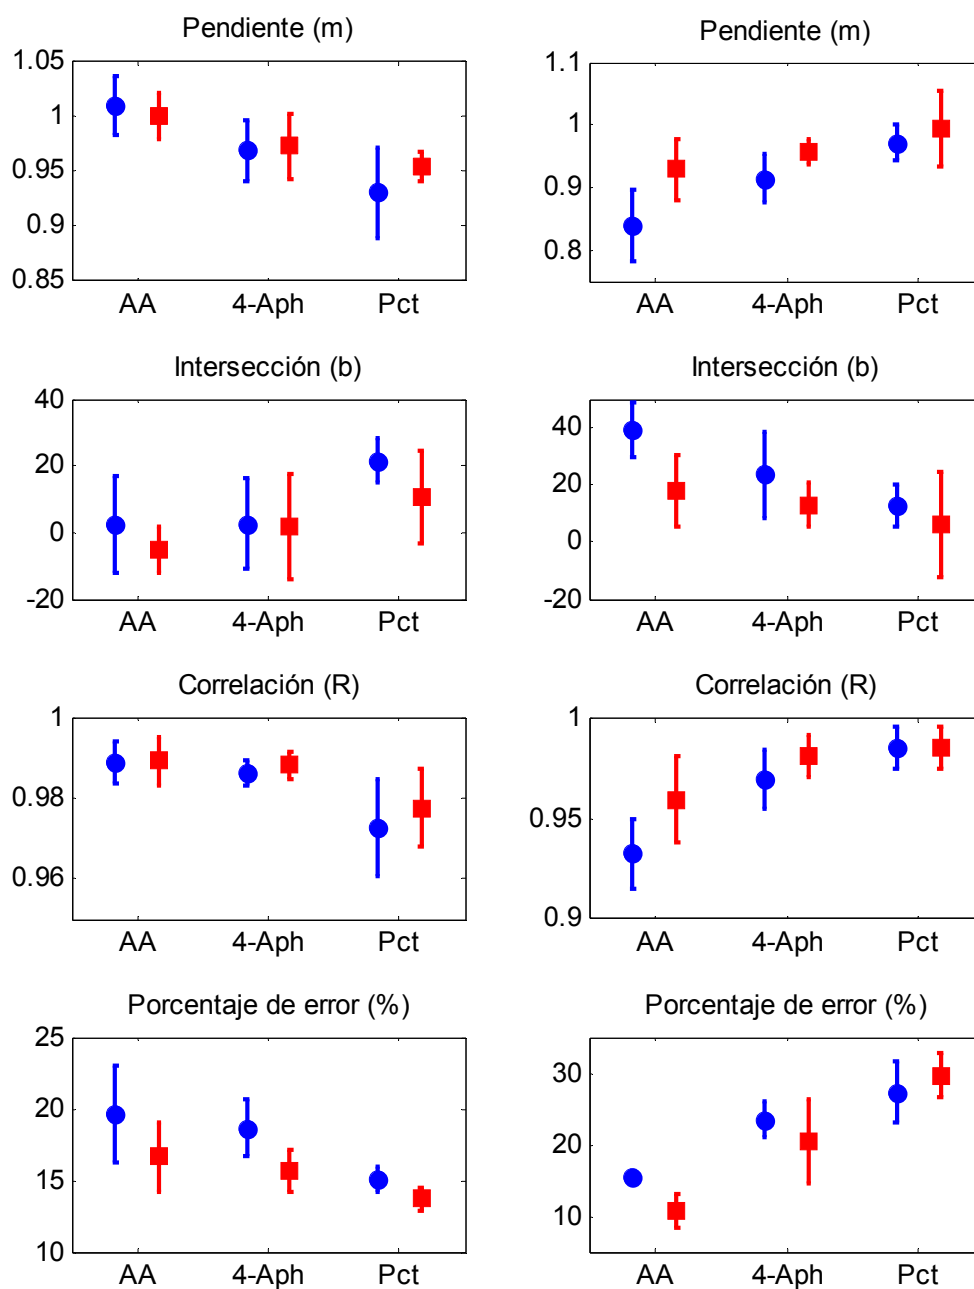 Pendiente (m)
1.05
1
0.95
0.9
0.85
AA 4-Aph Pct
Pendiente (m)
1.1
1
0.9
0.8
AA 4-Aph Pct
Intersección (b)
40
20
0
-20
AA 4-Aph Pct
Intersección (b)
40
20
0
-20
AA 4-Aph Pct
Correlación (R)
1
0.98
0.96
AA 4-Aph Pct
Correlación (R)
1
0.95
0.9
AA 4-Aph Pct
Porcentaje de error (%)
25
20
15
10
AA 4-Aph Pct
Porcentaje de error (%)
30
20
10
AA 4-Aph Pct